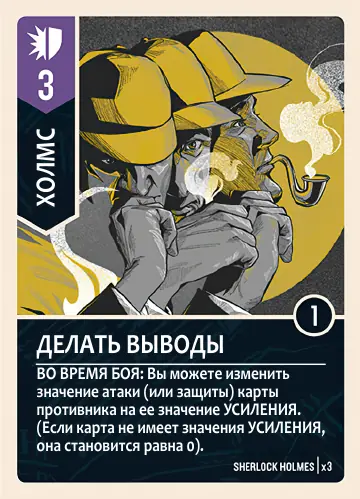 3
ХОЛМС
1
ДЕЛАТЬ ВЫВОДЫ
ВО ВРЕМЯ БОЯ: Вы можете изменить
значение атаки (или защиты) карты
противника на ее значение УСИЛЕНИЯ.
(Если карта не имеет значения УСИЛЕНИЯ,
она становится равна 0).
SHERLOCK HOLMES | x3